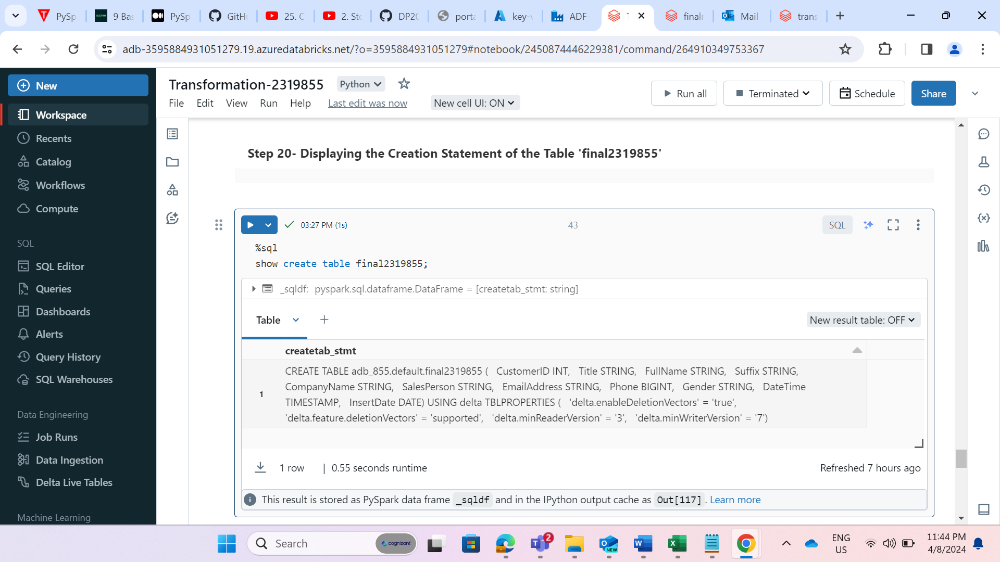 PySp
9 Bas
PySp
GitHu
25. C
2. Sto
DP20
porta
key-v
ADF-
T
finalr
Mail
trans
adb-3595884931051279.19.azuredatabricks.net/?o=3595884931051279#notebook/2450874446229381/command/264910349753367
New
Workspace
Recents
Catalog
Workflows
Compute
SQL
SQL Editor
Queries
Dashboards
Alerts
Query History
SQL Warehouses
Data Engineering
Job Runs
Data Ingestion
Delta Live Tables
Machine Learning
Transformation-2319855 Python
File Edit View Run Help Last edit was now New cell UI: ON
Run all Terminated Schedule Share
Step 20- Displaying the Creation Statement of the Table 'final2319855'
03:27 PM (1s) 43 SQL
%sql
show create table final2319855;
_sqldf: pyspark.sql.dataframe.DataFrame = [createtab_stmt: string]
Table New result table: OFF
createtab_stmt
1
CREATE TABLE adb_855.default.final2319855 ( CustomerID INT, Title STRING, FullName STRING, Suffix STRING,
CompanyName STRING, SalesPerson STRING, EmailAddress STRING, Phone BIGINT, Gender STRING, DateTime
TIMESTAMP, InsertDate DATE) USING delta TBLPROPERTIES ( 'delta.enableDeletionVectors' = 'true',
'delta.feature.deletionVectors' = 'supported', 'delta.minReaderVersion' = '3', 'delta.minWriterVersion' = '7')
1 row | 0.55 seconds runtime Refreshed 7 hours ago
This result is stored as PySpark data frame _sqldf and in the IPython output cache as Out[117] . Learn more
Search cognizant
2
NEW
ENG
US
11:44 PM
4/8/2024